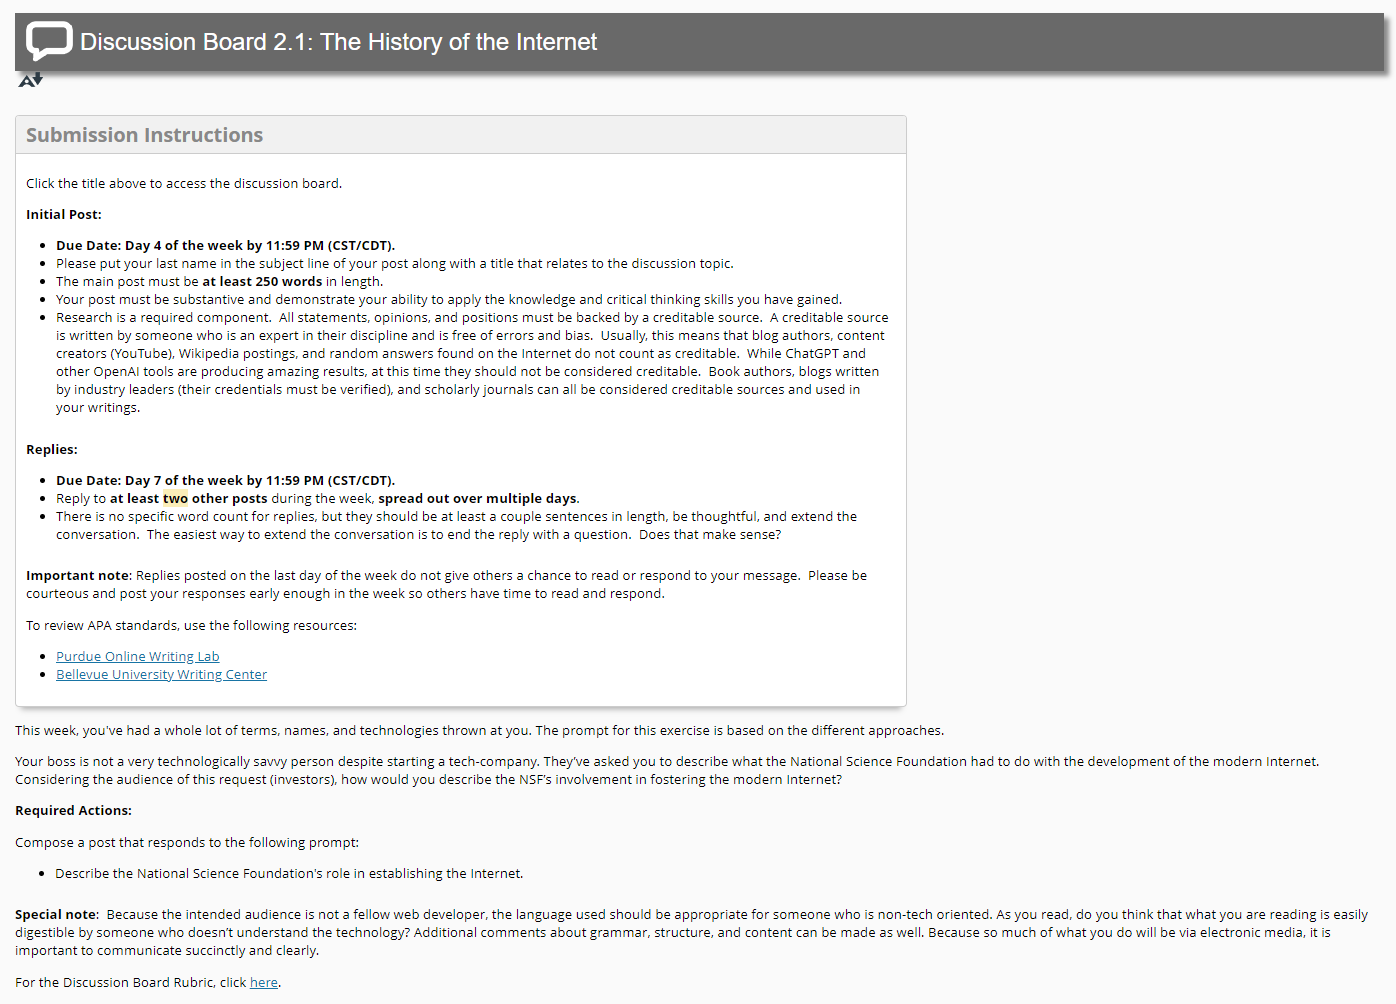 Discussion Board 2.1: The History of the Internet
A
Submission Instructions
Click the title above to access the discussion board.
Initial Post:
Due Date: Day 4 of the week by 11:59 PM (CST/CDT).
Please put your last name in the subject line of your post along with a title that relates to the discussion topic.
The main post must be at least 250 words in length.
Your post must be substantive and demonstrate your ability to apply the knowledge and critical thinking skills you have gained.
Research is a required component.  All statements, opinions, and positions must be backed by a creditable source.  A creditable source
is written by someone who is an expert in their discipline and is free of errors and bias.  Usually, this means that blog authors, content
creators (YouTube), Wikipedia postings, and random answers found on the Internet do not count as creditable.  While ChatGPT and
other OpenAI tools are producing amazing results, at this time they should not be considered creditable.  Book authors, blogs written
by industry leaders (their credentials must be verified), and scholarly journals can all be considered creditable sources and used in
your writings.
Replies:
Due Date: Day 7 of the week by 11:59 PM (CST/CDT).
Reply to at least two other posts during the week, spread out over multiple days.
There is no specific word count for replies, but they should be at least a couple sentences in length, be thoughtful, and extend the
conversation.  The easiest way to extend the conversation is to end the reply with a question.  Does that make sense?
Important note: Replies posted on the last day of the week do not give others a chance to read or respond to your message.  Please be
courteous and post your responses early enough in the week so others have time to read and respond.
To review APA standards, use the following resources:
Purdue Online Writing Lab
Bellevue University Writing Center
This week, you've had a whole lot of terms, names, and technologies thrown at you. The prompt for this exercise is based on the different approaches.
Your boss is not a very technologically savvy person despite starting a tech-company. They've asked you to describe what the National Science Foundation had to do with the development of the modern Internet.
Considering the audience of this request (investors), how would you describe the NSF's involvement in fostering the modern Internet?
Required Actions:
Compose a post that responds to the following prompt:
Describe the National Science Foundation's role in establishing the Internet.
Special note:  Because the intended audience is not a fellow web developer, the language used should be appropriate for someone who is non-tech oriented. As you read, do you think that what you are reading is easily
digestible by someone who doesn't understand the technology? Additional comments about grammar, structure, and content can be made as well. Because so much of what you do will be via electronic media, it is
important to communicate succinctly and clearly.
For the Discussion Board Rubric, click here.